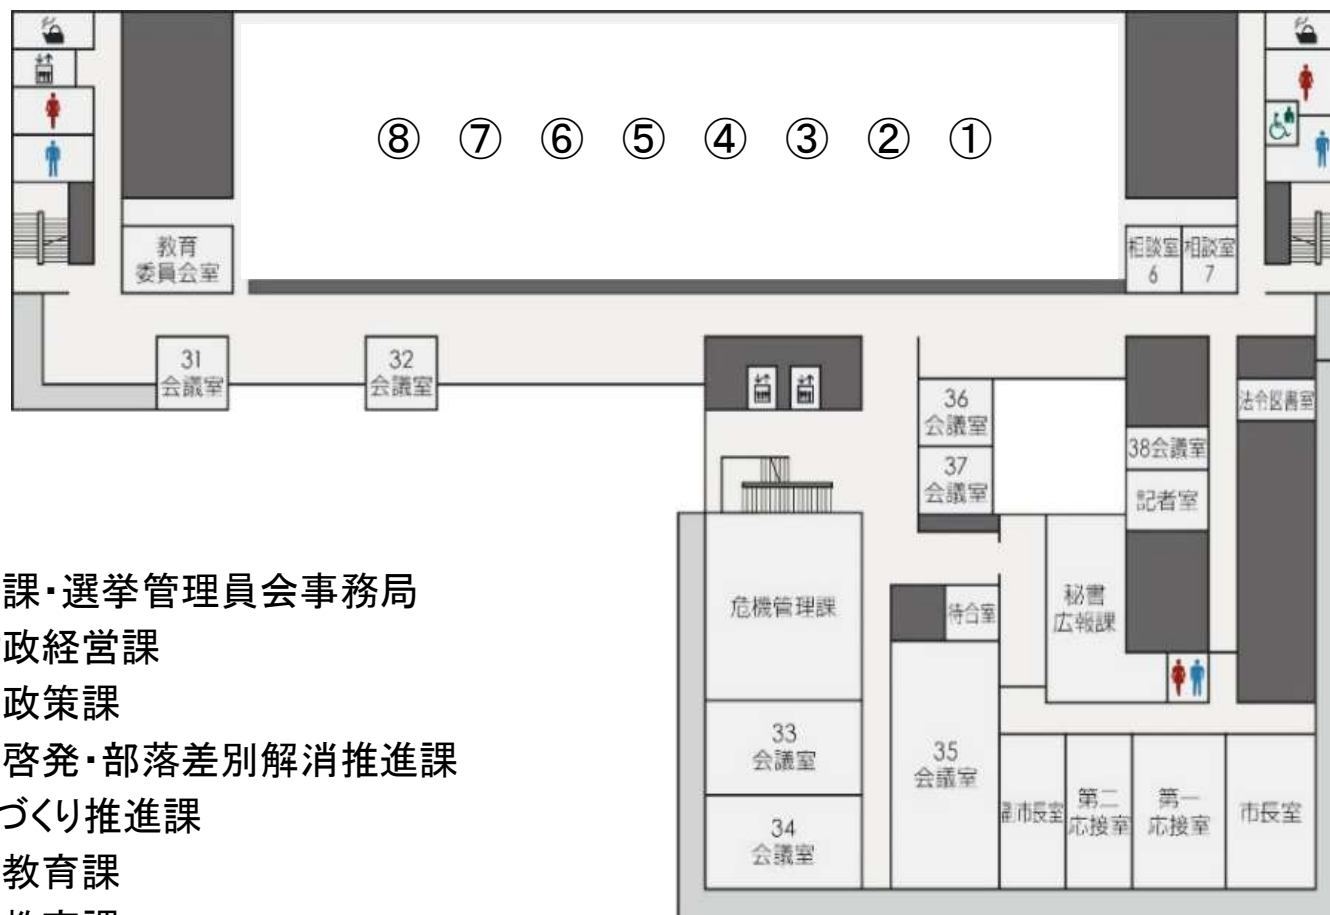 ⑧ ⑦ ⑥ ⑤ ④ ③ ② ①
教育
委員会室
相談室
6
相談室
7
31
会議室
32
会議室
36
会議室
37
会議室
38会議室
記者室
法令図書室
危機管理課
待合室
秘書
広報課
33
会議室
34
会議室
35
会議室
市長室
第二
応接室
第一
応接室
市長室
課・選挙管理員会事務局
政経営課
政策課
啓発・部落差別解消推進課
づくり推進課
教育課